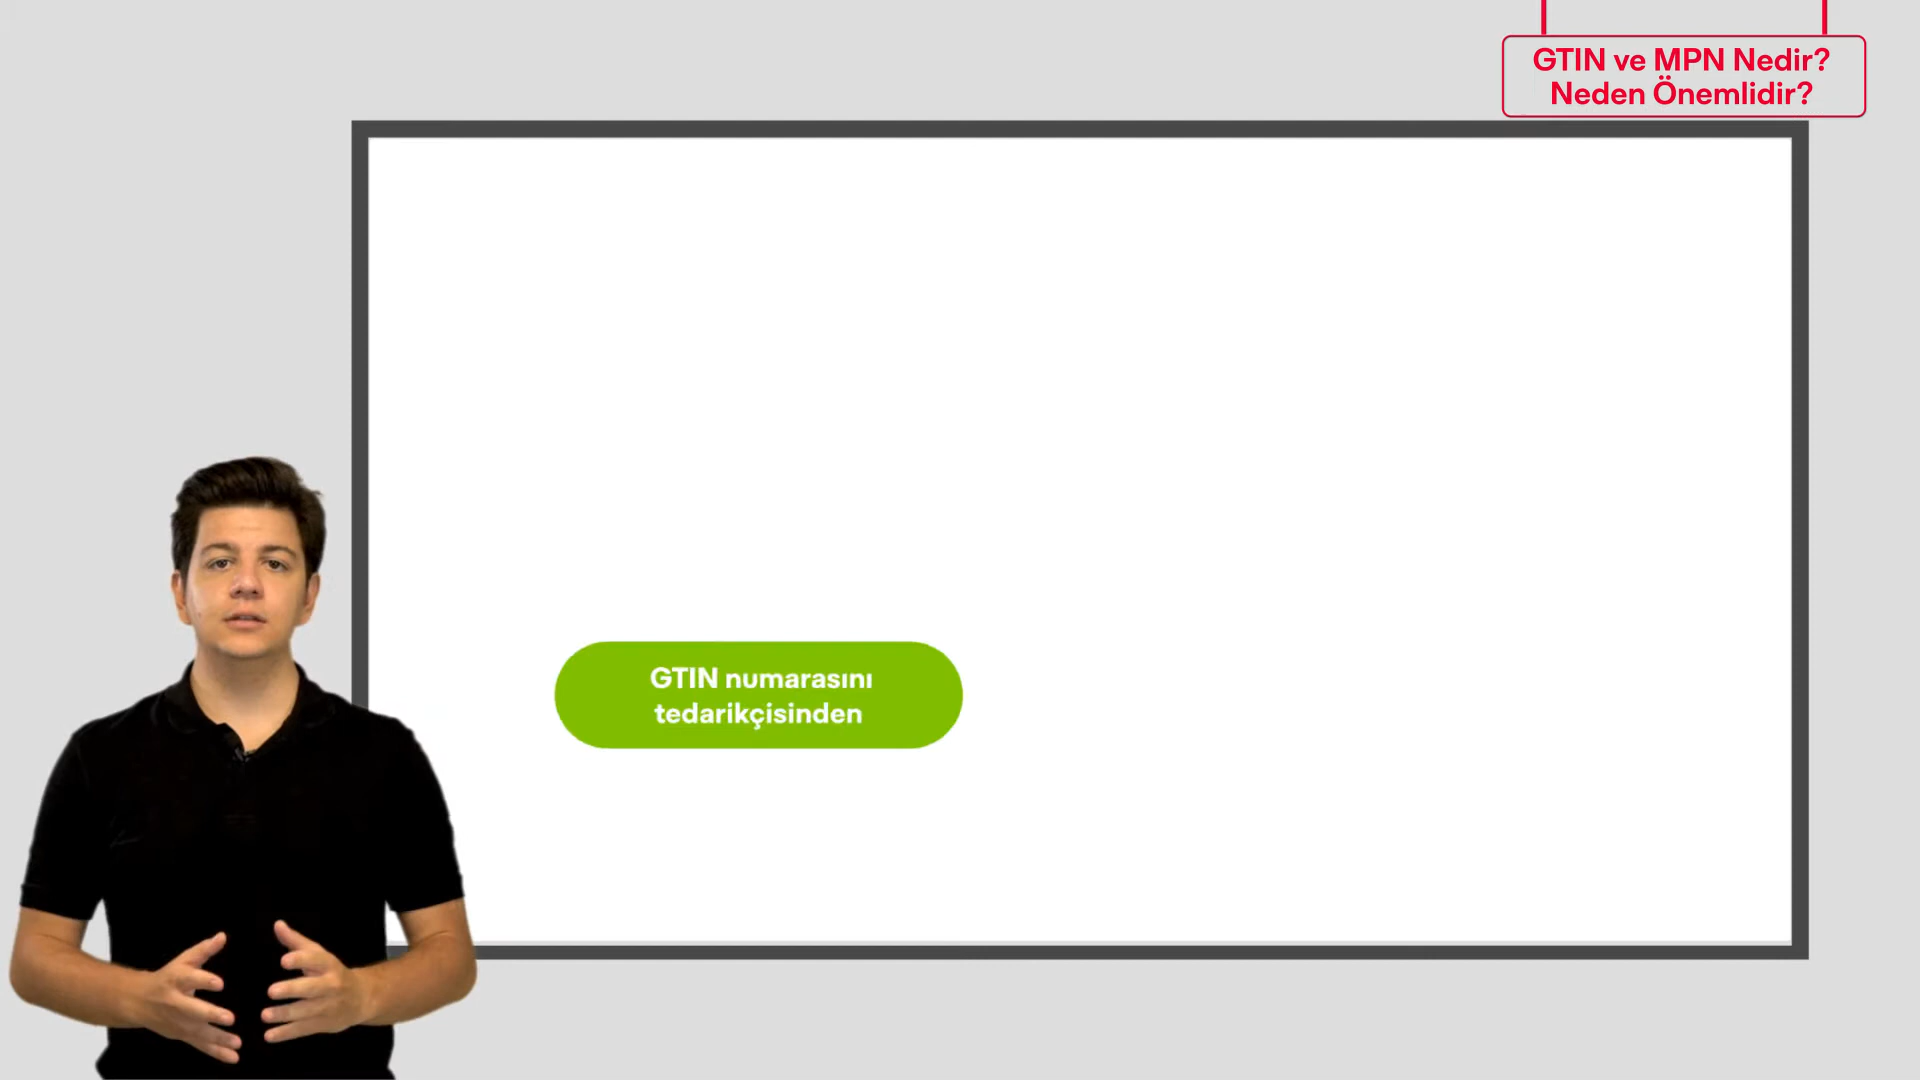 GTIN ve MPN Nedir?
Neden Önemlidir?
GTIN numarasını
tedarikçisinden